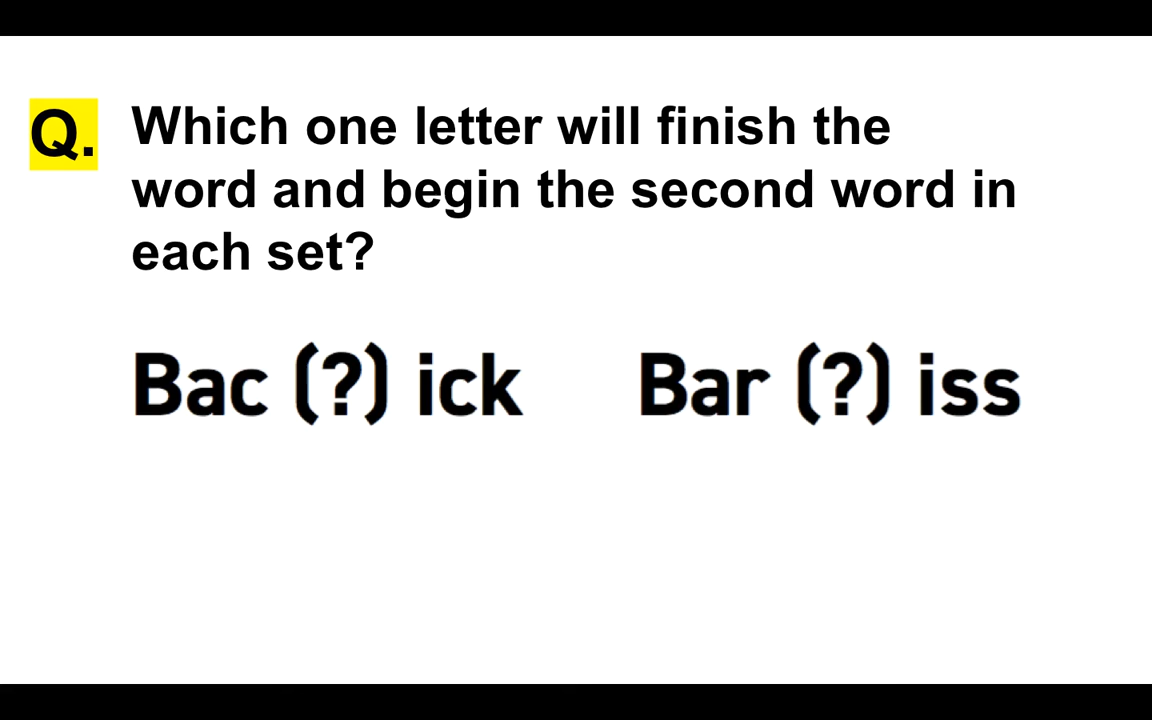 Q. Which one letter will finish the
word and begin the second word in
each set?
Bac (?) ick Bar (?) iss